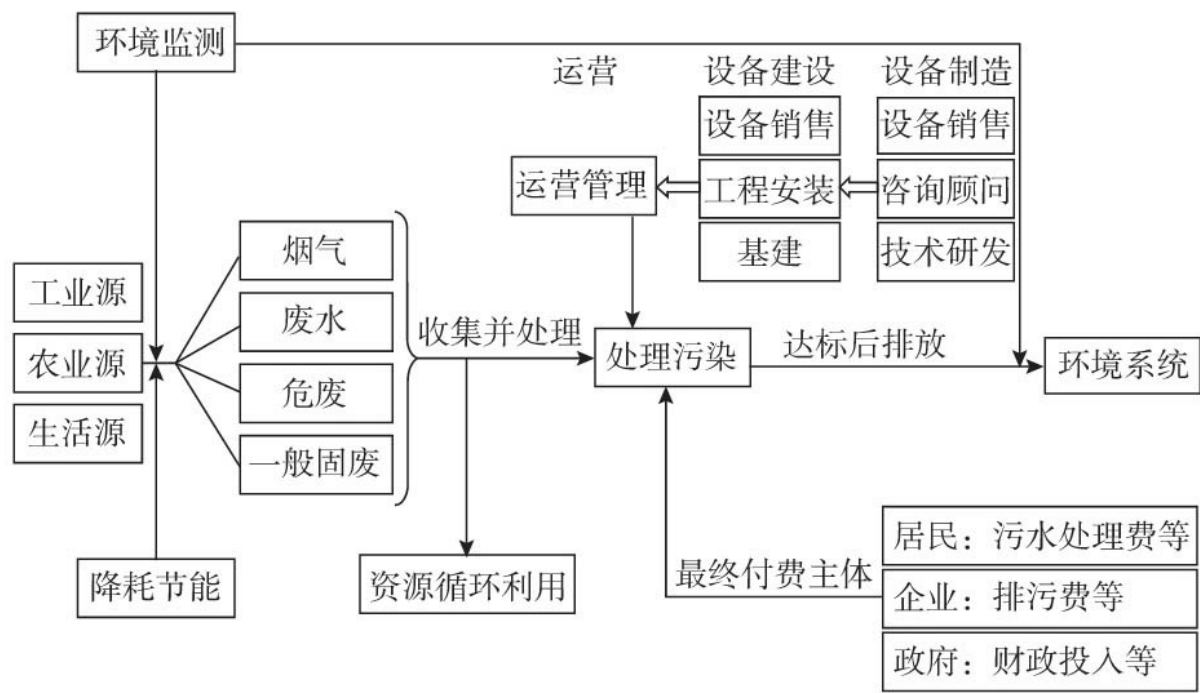 环境监测
运营
设备建设
设备制造
设备销售
设备销售
运营管理
工程安装
咨询顾问
基建
技术研发
烟气
工业源
废水
收集并处理
农业源
处理污染
达标后排放
环境系统
危废
生活源
一般固废
居民：污水处理费等
降耗节能
资源循环利用
最终付费主体
企业：排污费等
政府：财政投入等